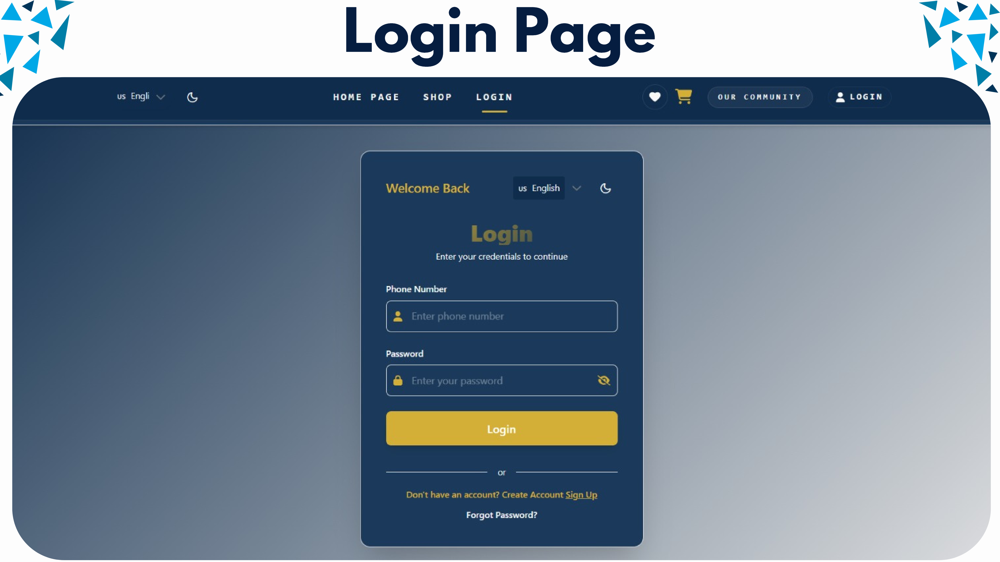 Login Page
us Engli
HOME PAGE SHOP LOGIN
OUR COMMUNITY
LOGIN
Welcome Back
us English
Login
Enter your credentials to continue
Phone Number
Enter phone number
Password
Enter your password
Login
or
Don't have an account? Create Account Sign Up
Forgot Password?